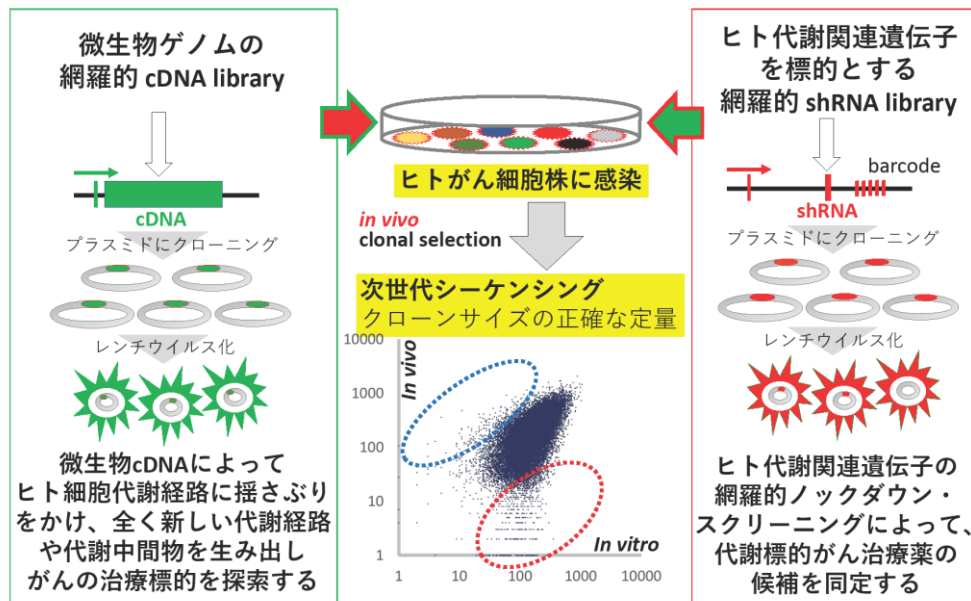 微生物ゲノムの
網羅的 cDNA library
cDNA
プラスミドにクローニング
レンチウイルス化
微生物cDNAによって
ヒト細胞代謝経路に揺さぶり
をかけ、全く新しい代謝経路
や代謝中間物を生み出し
がんの治療標的を探索する
ヒトがん細胞株に感染
in vivo
clonal selection
次世代シーケンシング
クローンサイズの正確な定量
10000
1000
100
10
1
In vivo
In vitro
1
10
100
1000
10000
ヒト代謝関連遺伝子
を標的とする
網羅的 shRNA library
barcode
shRNA
プラスミドにクローニング
レンチウイルス化
ヒト代謝関連遺伝子の
網羅的ノックダウン・
スクリーニングによって、
代謝標的がん治療薬の
候補を同定する